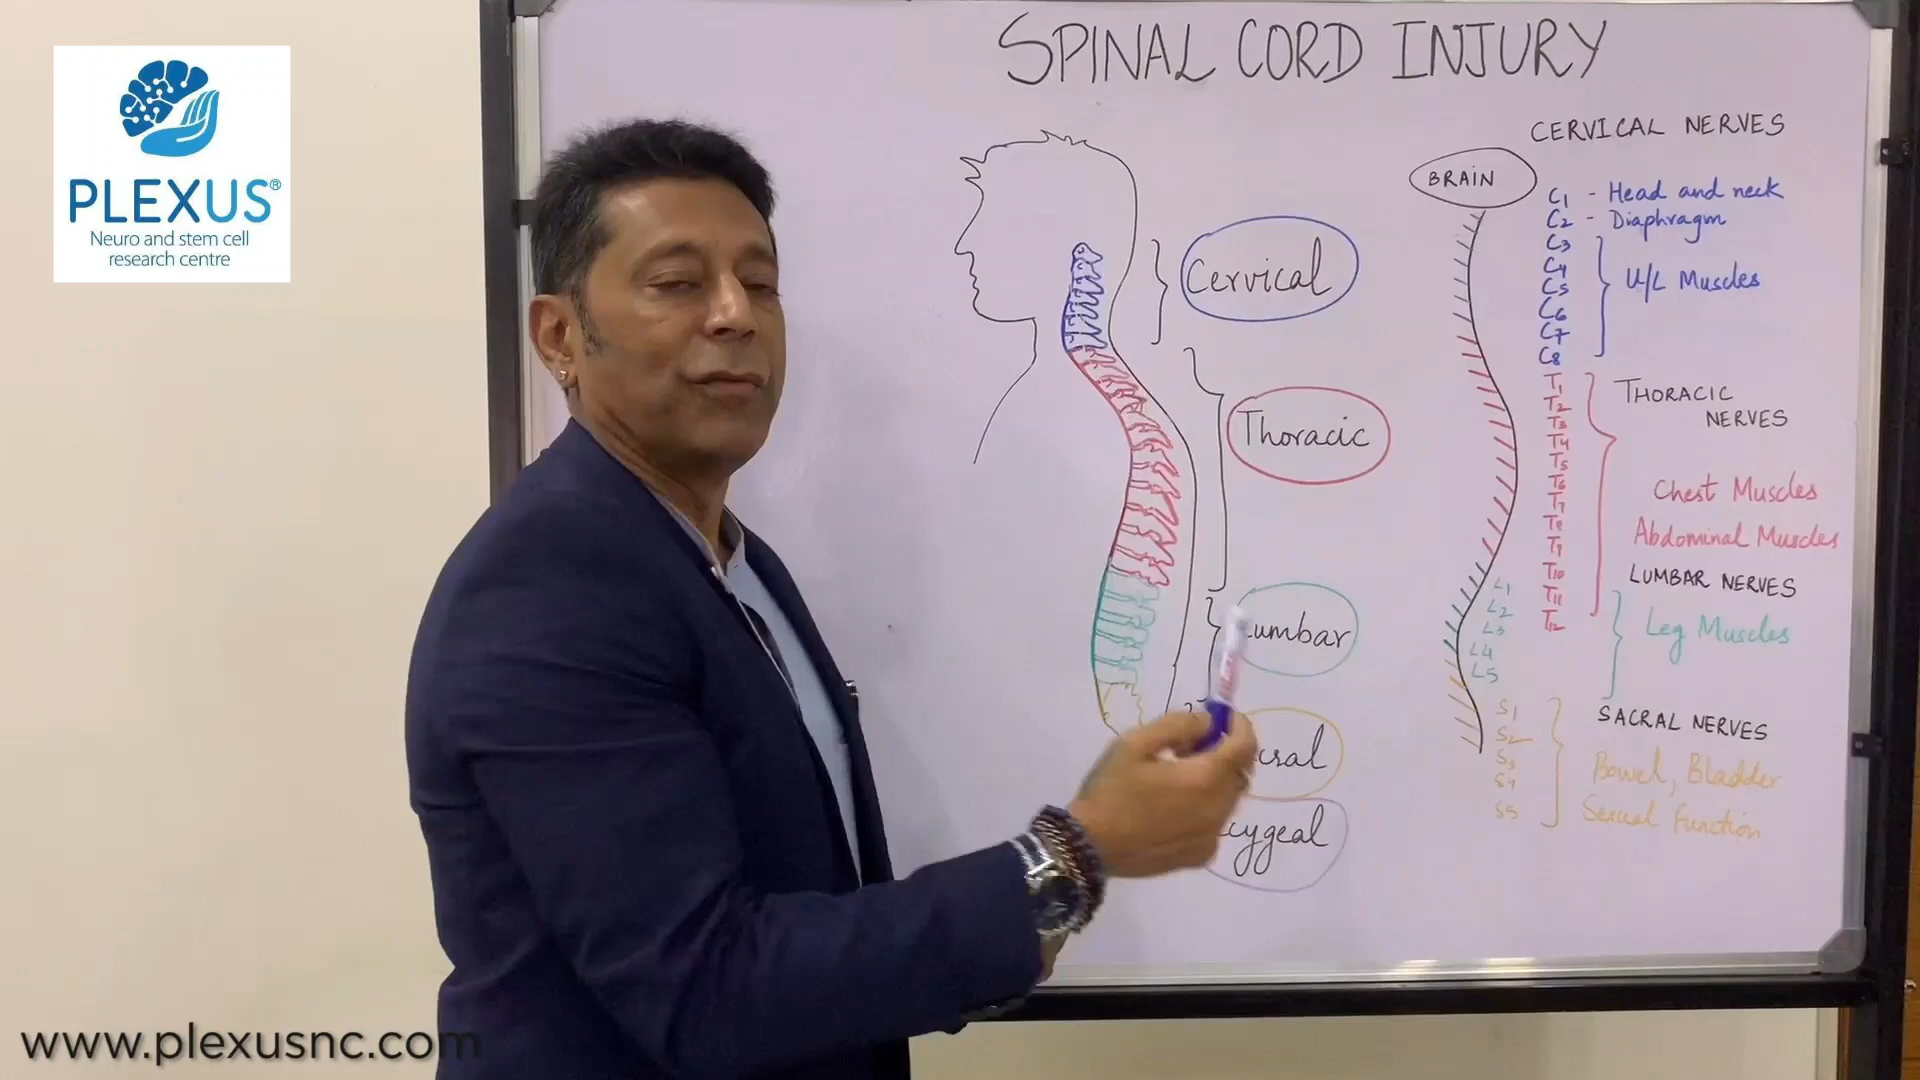 PLEXUS®
Neuro and stem cell
research centre
SPINAL CORD INJURY
Cervical
Thoracic
Lumbar
BRAIN
CERVICAL NERVES
C1 - Head and neck
C2 - Diaphragm
C3
C4
C5
C6
C7
C8
U/L Muscles
T1
T2
T3
T4
T5
T6
T7
T8
T9
T10
T11
T12
THORACIC
NERVES
Chest Muscles
Abdominal Muscles
LUMBAR NERVES
L1
L2
L3
L4
L5
Leg Muscles
SACRAL NERVES
S1
S2
S3
S4
S5
Bowel, Bladder
Sexual Function
www.plexusnc.com